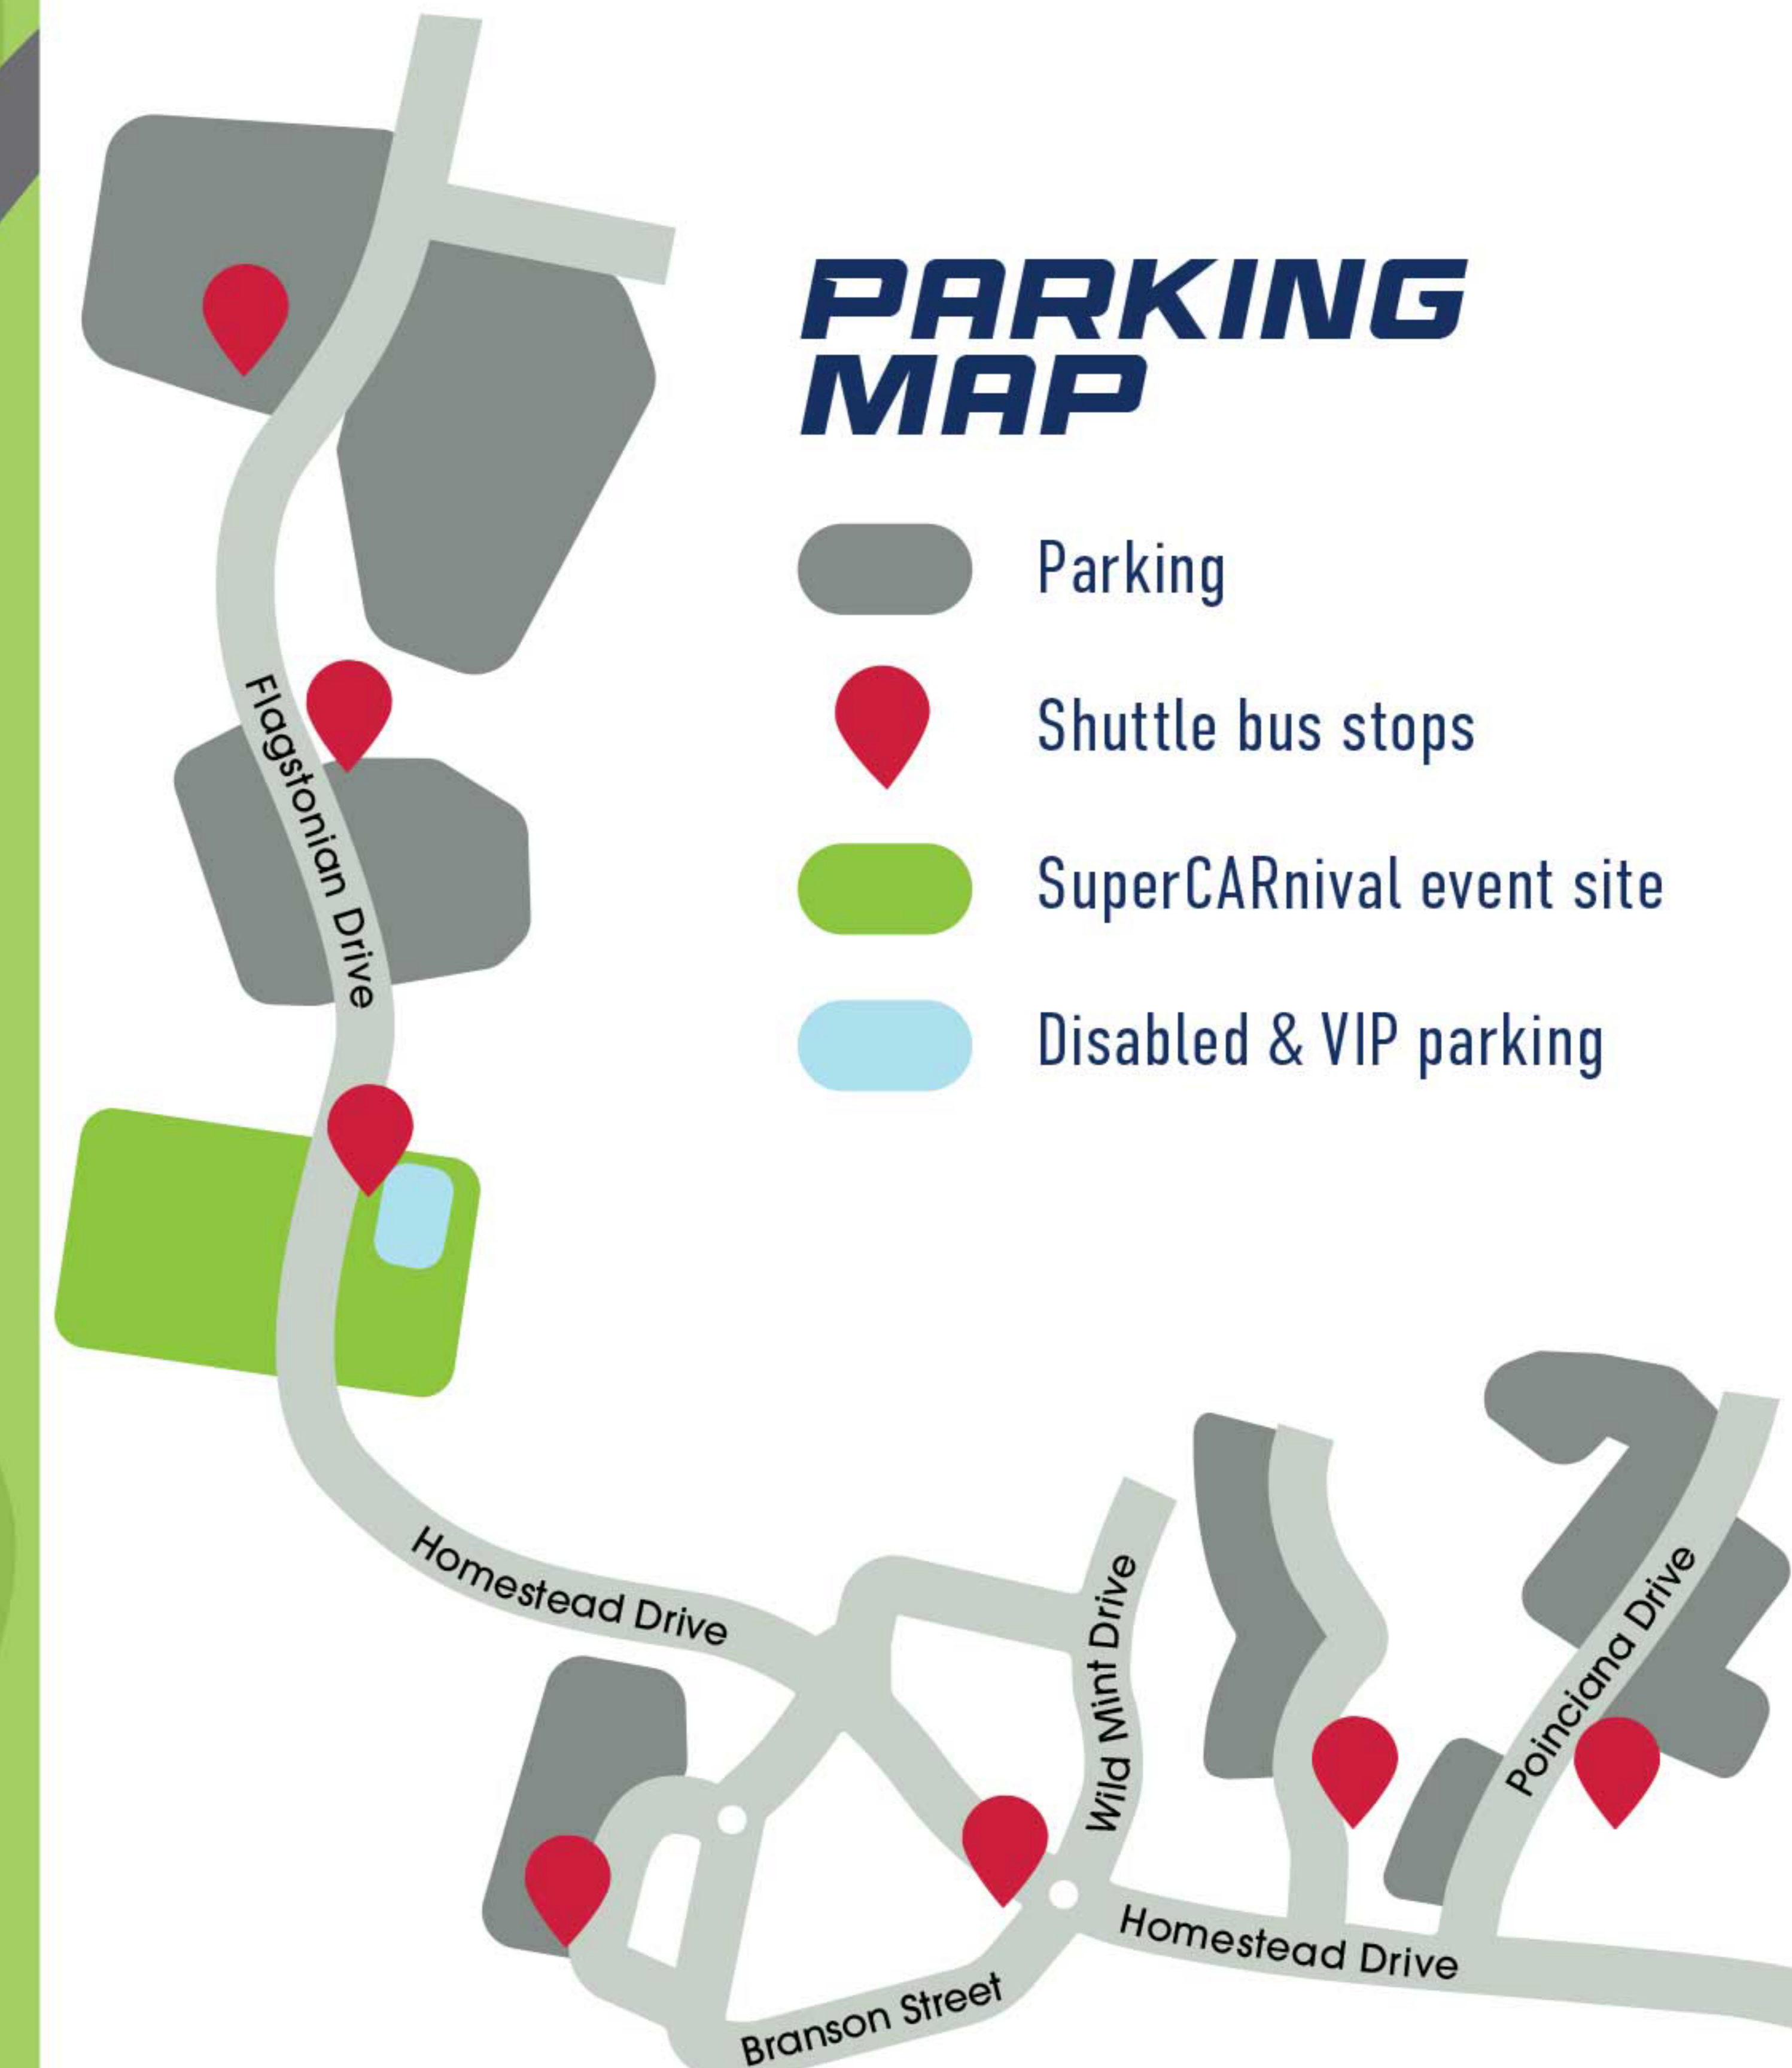 PARKING
MAP
Parking
Shuttle bus stops
SuperCARnival event site
Disabled & VIP parking
Flagstonian Drive
Homestead Drive
Wild Mint Drive
Poinciana Drive
Homestead Drive
Branson Street